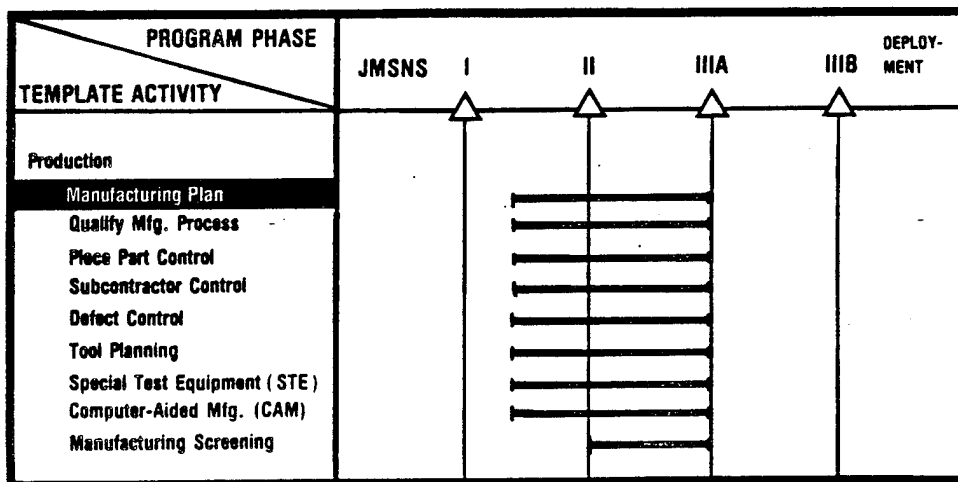 PROGRAM PHASE
TEMPLATE ACTIVITY
JMSNS I II IIIA IIIB DEPLOY-
MENT
Production
Manufacturing Plan
Qualify Mfg. Process
Piece Part Control
Subcontractor Control
Defect Control
Tool Planning
Special Test Equipment (STE)
Computer-Aided Mfg. (CAM)
Manufacturing Screening